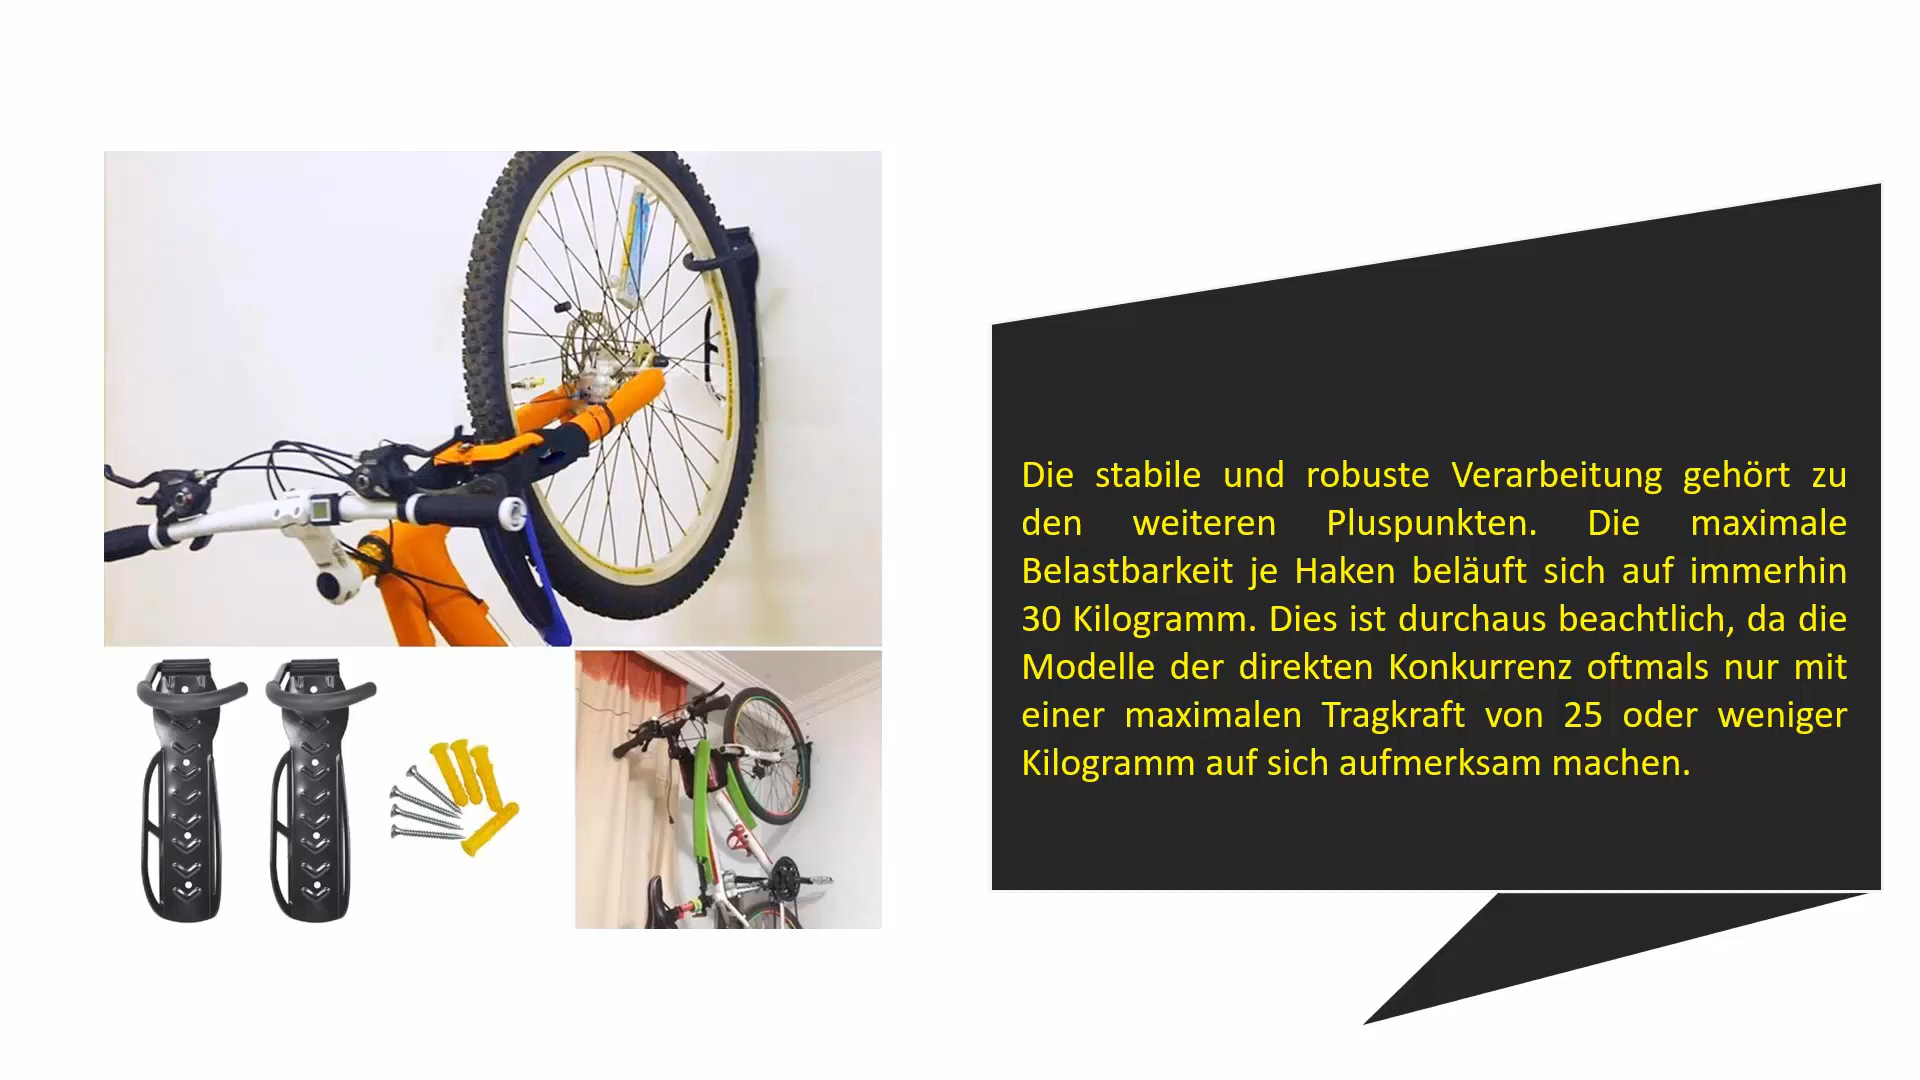 Die stabile und robuste Verarbeitung gehört zu
den weiteren Pluspunkten. Die maximale
Belastbarkeit je Haken beläuft sich auf immerhin
30 Kilogramm. Dies ist durchaus beachtlich, da die
Modelle der direkten Konkurrenz oftmals nur mit
einer maximalen Tragkraft von 25 oder weniger
Kilogramm auf sich aufmerksam machen.